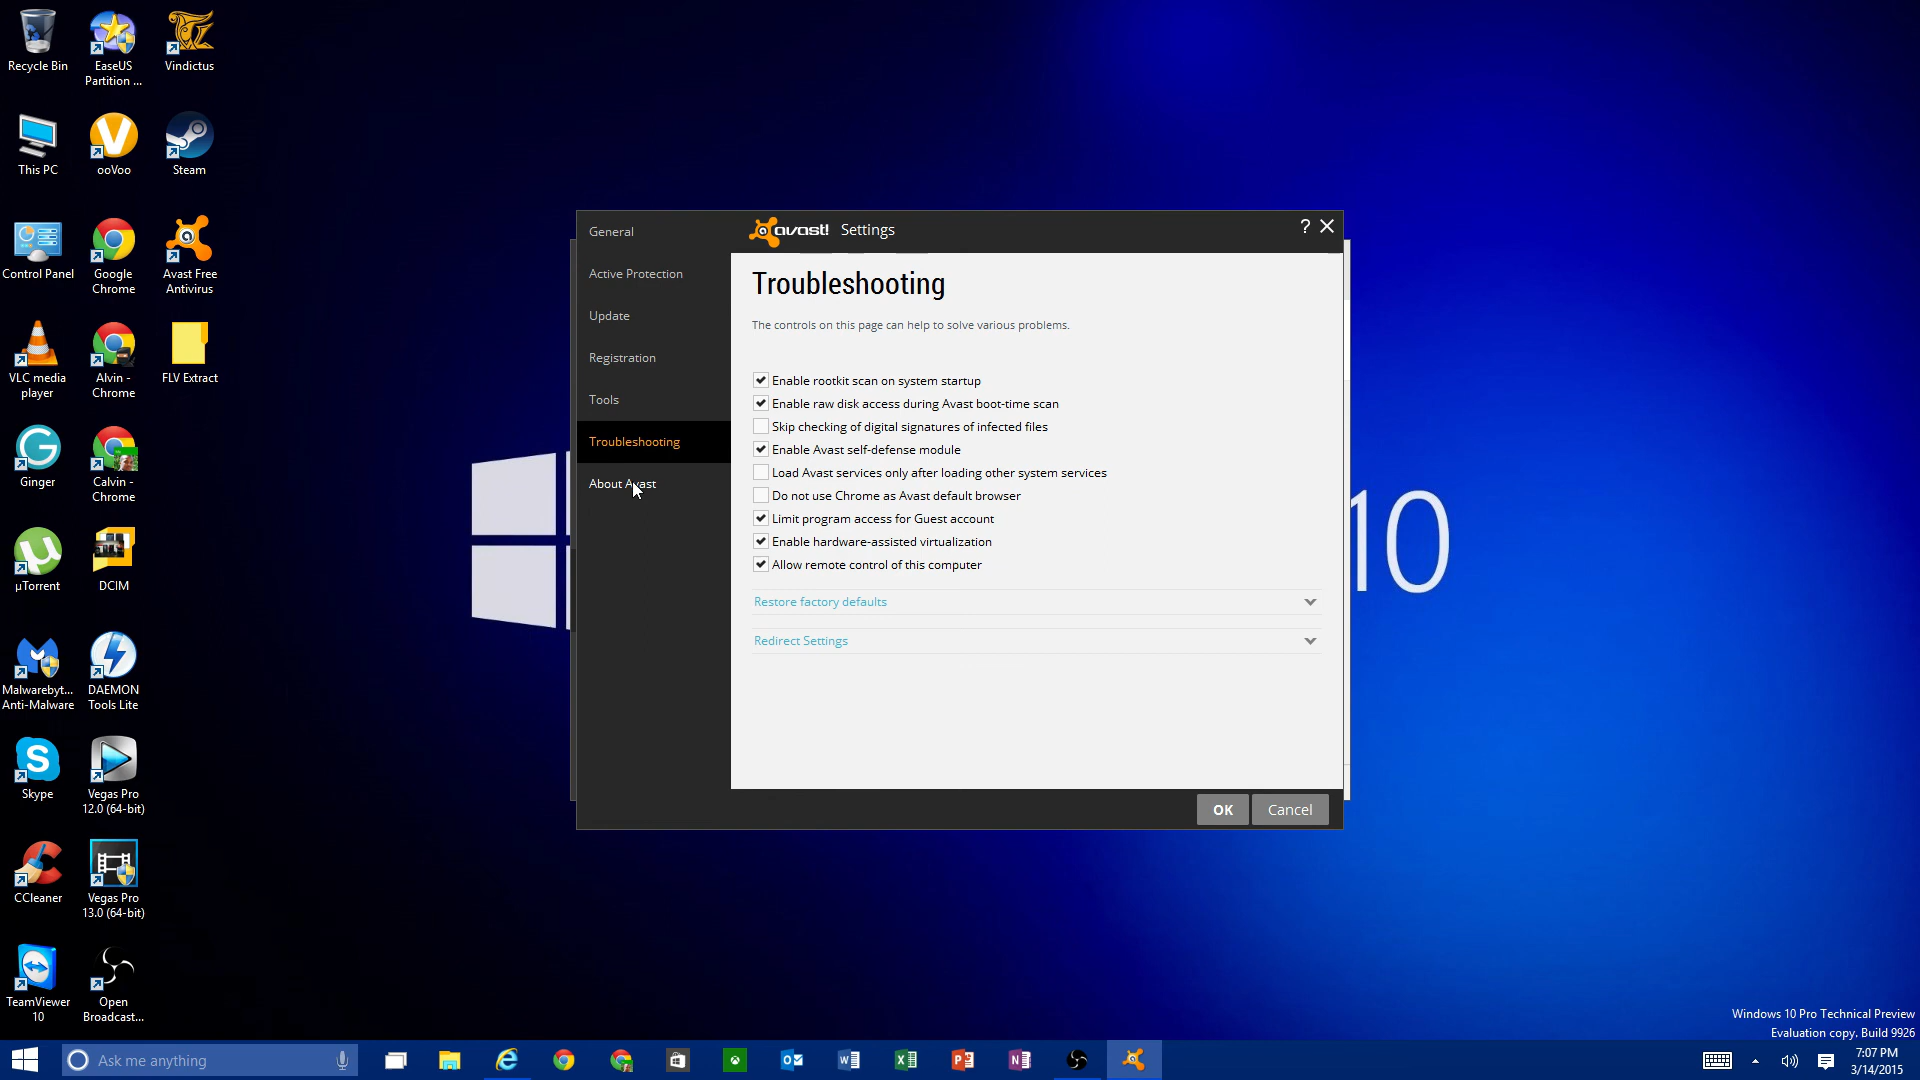 Recycle Bin
EaseUS
Partition ...
Vindictus
This PC
ooVoo
Steam
Control Panel
Google
Chrome
Avast Free
Antivirus
VLC media
player
Alvin -
Chrome
FLV Extract
Ginger
Calvin -
Chrome
µTorrent
DCIM
Malwarebyt...
Anti-Malware
DAEMON
Tools Lite
Skype
Vegas Pro
12.0 (64-bit)
CCleaner
Vegas Pro
13.0 (64-bit)
TeamViewer
10
Open
Broadcast...
General
Active Protection
Update
Registration
Tools
Troubleshooting
About Avast
avast! Settings
? 
Troubleshooting
The controls on this page can help to solve various problems.
Enable rootkit scan on system startup
Enable raw disk access during Avast boot-time scan
Skip checking of digital signatures of infected files
Enable Avast self-defense module
Load Avast services only after loading other system services
Do not use Chrome as Avast default browser
Limit program access for Guest account
Enable hardware-assisted virtualization
Allow remote control of this computer
Restore factory defaults
Redirect Settings
OK Cancel
10
Windows 10 Pro Technical Preview
Evaluation copy. Build 9926
Ask me anything
7:07 PM
3/14/2015